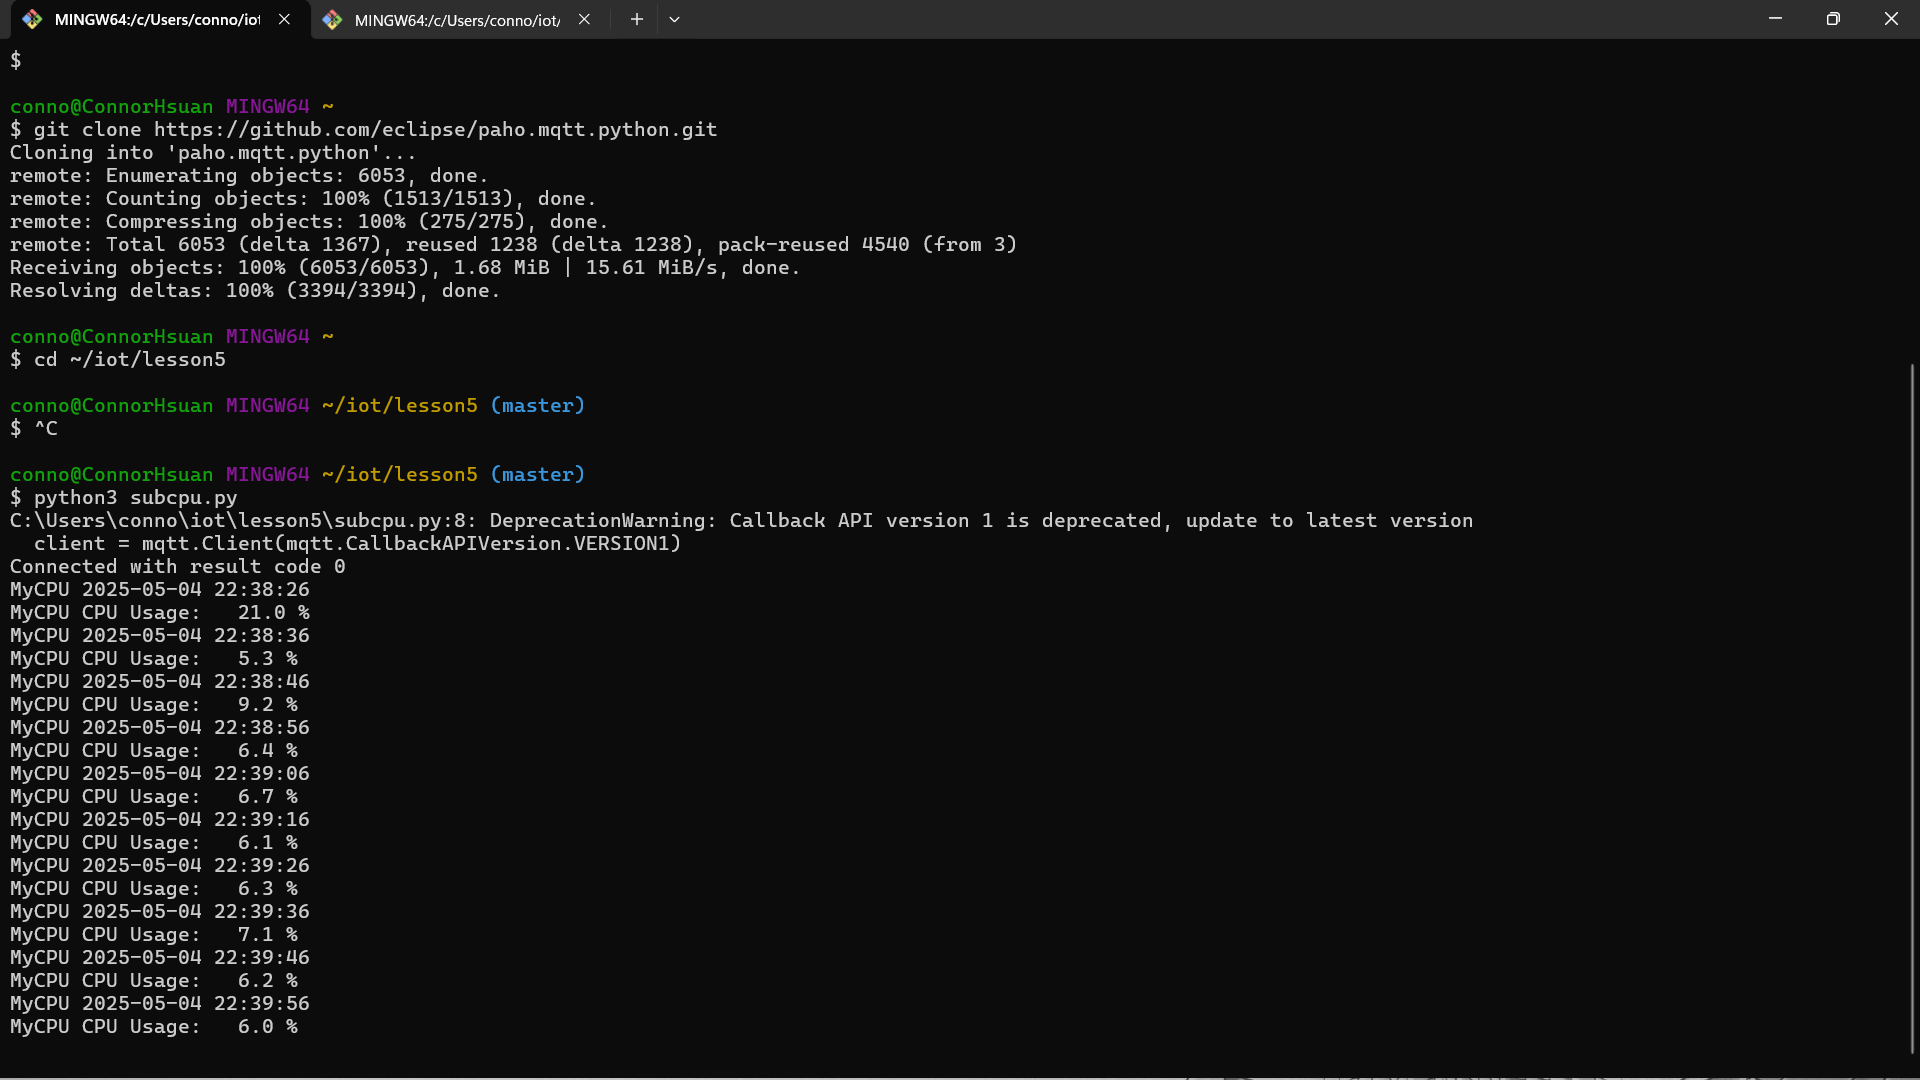 MINGW64:/c/Users/conno/iot MINGW64:/c/Users/conno/iot/
$
conno@ConnorHsuan MINGW64 ~
$ git clone https://github.com/eclipse/paho.mqtt.python.git
Cloning into 'paho.mqtt.python'...
remote: Enumerating objects: 6053, done.
remote: Counting objects: 100% (1513/1513), done.
remote: Compressing objects: 100% (275/275), done.
remote: Total 6053 (delta 1367), reused 1238 (delta 1238), pack-reused 4540 (from 3)
Receiving objects: 100% (6053/6053), 1.68 MiB | 15.61 MiB/s, done.
Resolving deltas: 100% (3394/3394), done.
conno@ConnorHsuan MINGW64 ~
$ cd ~/iot/lesson5
conno@ConnorHsuan MINGW64 ~/iot/lesson5 (master)
$ ^C
conno@ConnorHsuan MINGW64 ~/iot/lesson5 (master)
$ python3 subcpu.py
C:\Users\conno\iot\lesson5\subcpu.py:8: DeprecationWarning: Callback API version 1 is deprecated, update to latest version
  client = mqtt.Client(mqtt.CallbackAPIVersion.VERSION1)
Connected with result code 0
MyCPU 2025-05-04 22:38:26
MyCPU CPU Usage:   21.0 %
MyCPU 2025-05-04 22:38:36
MyCPU CPU Usage:   5.3 %
MyCPU 2025-05-04 22:38:46
MyCPU CPU Usage:   9.2 %
MyCPU 2025-05-04 22:38:56
MyCPU CPU Usage:   6.4 %
MyCPU 2025-05-04 22:39:06
MyCPU CPU Usage:   6.7 %
MyCPU 2025-05-04 22:39:16
MyCPU CPU Usage:   6.1 %
MyCPU 2025-05-04 22:39:26
MyCPU CPU Usage:   6.3 %
MyCPU 2025-05-04 22:39:36
MyCPU CPU Usage:   7.1 %
MyCPU 2025-05-04 22:39:46
MyCPU CPU Usage:   6.2 %
MyCPU 2025-05-04 22:39:56
MyCPU CPU Usage:   6.0 %